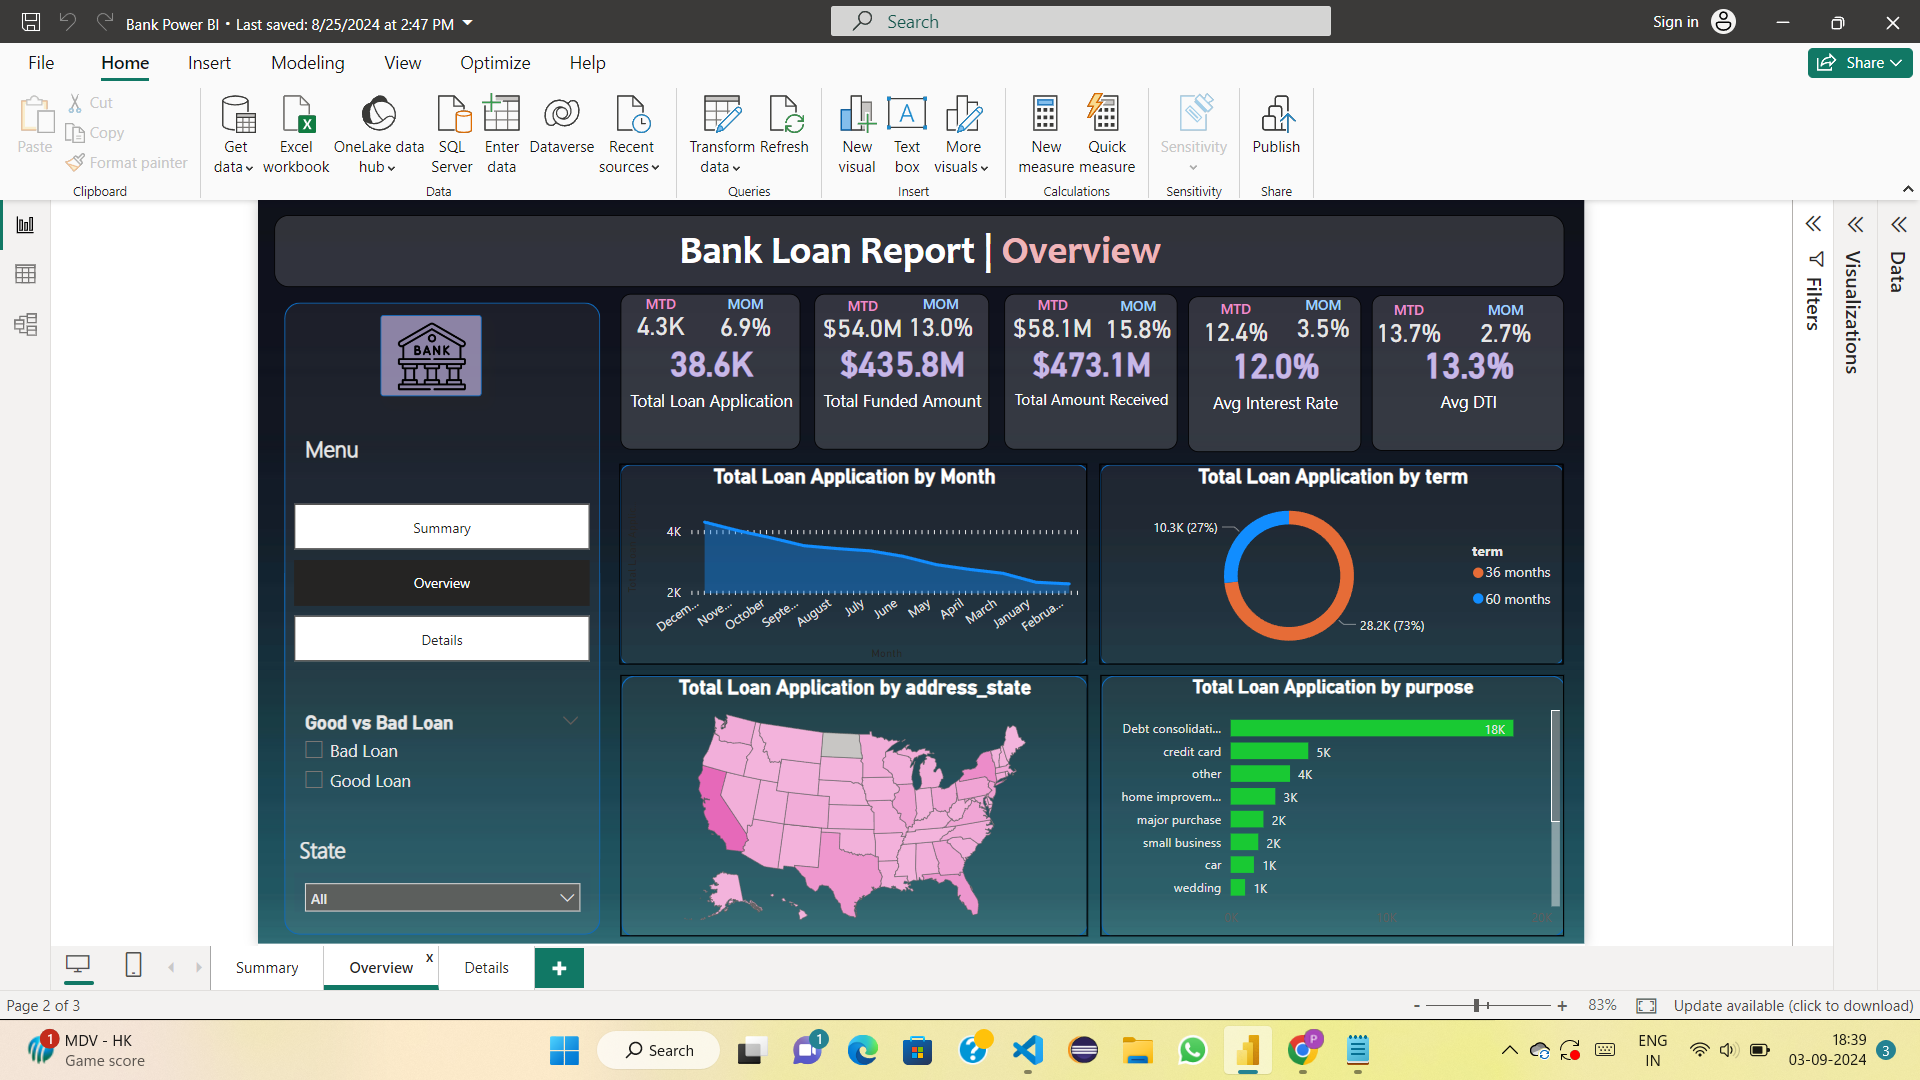 Bank Power BI • Last saved: 8/25/2024 at 2:47 PM
Search
Sign in
File
Home
Insert
Modeling
View
Optimize
Help
Share
Paste
Cut
Copy
Format painter
Clipboard
Get data
Excel workbook
OneLake data hub
SQL Server
Enter data
Dataverse
Recent sources
Data
Transform data
Refresh
Queries
New visual
Text box
More visuals
Insert
New measure
Quick measure
Calculations
Sensitivity
Sensitivity
Publish
Share
Bank Loan Report | Overview
BANK
Menu
Summary
Overview
Details
Good vs Bad Loan
Bad Loan
Good Loan
State
All
MTD MOM
4.3K 6.9%
38.6K
Total Loan Application
MTD MOM
$54.0M 13.0%
$435.8M
Total Funded Amount
MTD MOM
$58.1M 15.8%
$473.1M
Total Amount Received
MTD MOM
12.4% 3.5%
12.0%
Avg Interest Rate
MTD MOM
13.7% 2.7%
13.3%
Avg DTI
Total Loan Application by Month
4K
2K
Decem...
Nove...
October
Septe...
August
July
June
May
April
March
January
Februa...
Month
Total Loan Application by term
10.3K (27%)
28.2K (73%)
term
36 months
60 months
Total Loan Application by address_state
Total Loan Application by purpose
Debt consolidati... 18K
credit card 5K
other 4K
home improvem... 3K
major purchase 2K
small business 2K
car 1K
wedding 1K
0K 10K 20K
Filters
Visualizations
Data
Summary
Overview
x
Details
Page 2 of 3
- + 83%
Update available (click to download)
1
MDV - HK
Game score
Search
1
P
ENG
IN
18:39
03-09-2024
3